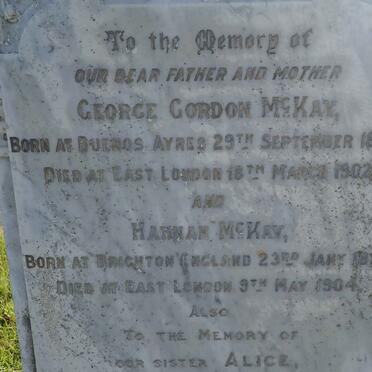 To the Memory of
OUR DEAR FATHER AND MOTHER
GEORGE GORDON McKAY,
BORN AT BUENOS AYRES 29TH SEPTEMBER
DIED AT EAST LONDON 18TH MARCH 1902
AND
HANNAH McKAY,
BORN AT BRIGHTON ENGLAND 23RD JANY
DIED AT EAST LONDON 9TH MAY 1904.
ALSO
TO THE MEMORY OF
OUR SISTER ALICE,